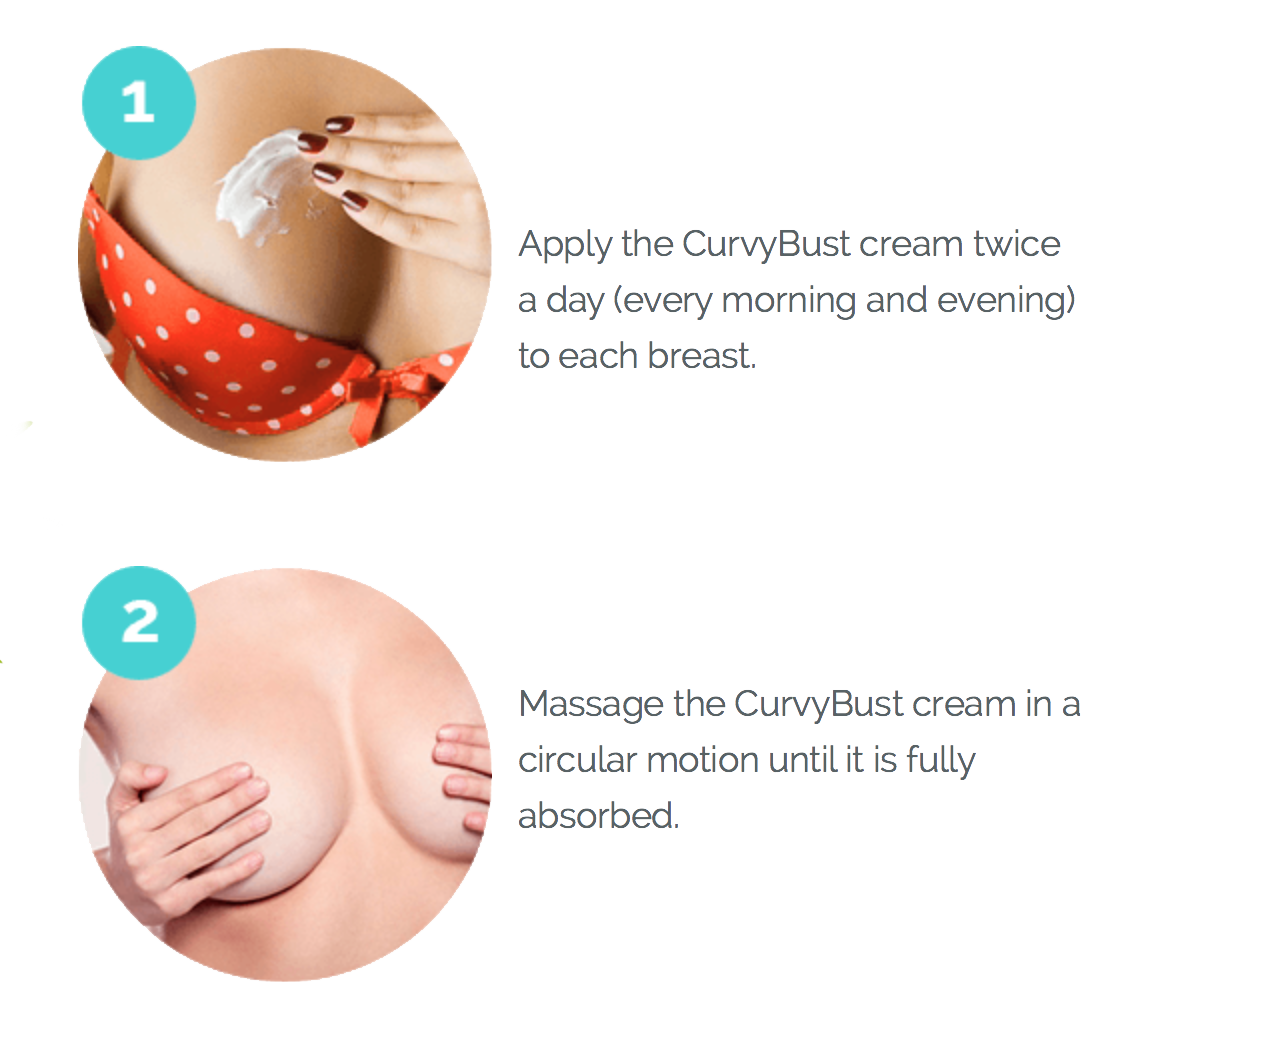 1
Apply the CurvyBust cream twice
a day (every morning and evening)
to each breast.
2
Massage the CurvyBust cream in a
circular motion until it is fully
absorbed.